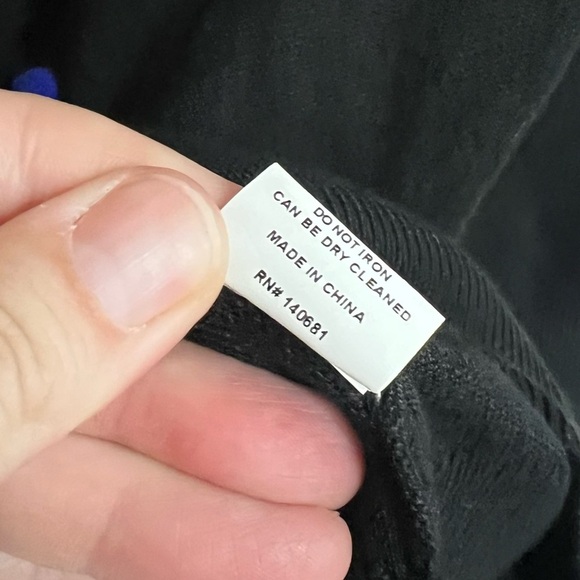 DO NOT IRON
CAN BE DRY CLEANED
MADE IN CHINA
RN# 140681